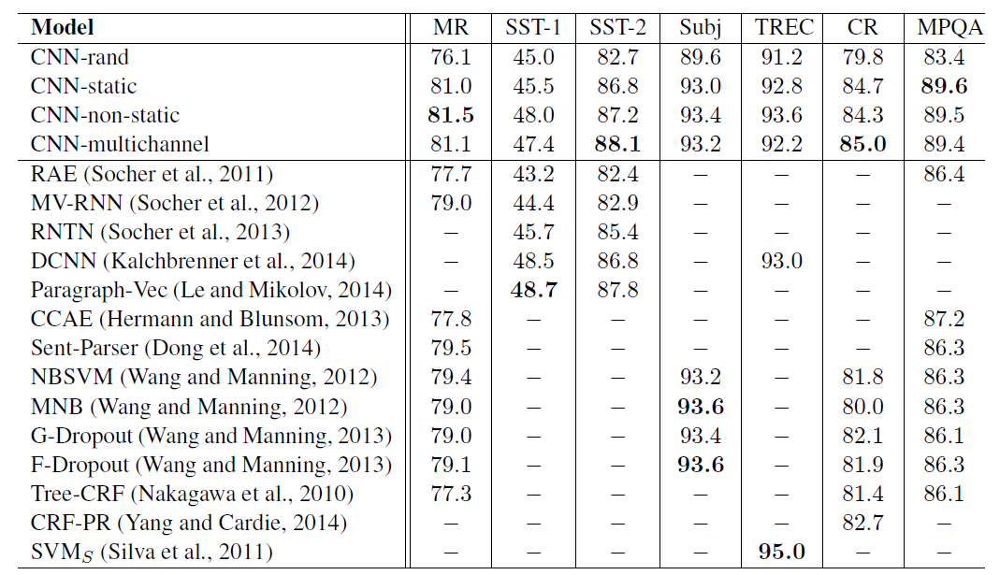 Model MR SST-1 SST-2 Subj TREC CR MPQA
CNN-rand 76.1 45.0 82.7 89.6 91.2 79.8 83.4
CNN-static 81.0 45.5 86.8 93.0 92.8 84.7 89.6
CNN-non-static 81.5 48.0 87.2 93.4 93.6 84.3 89.5
CNN-multichannel 81.1 47.4 88.1 93.2 92.2 85.0 89.4
RAE (Socher et al., 2011) 77.7 43.2 82.4 – – – 86.4
MV-RNN (Socher et al., 2012) 79.0 44.4 82.9 – – – –
RNTN (Socher et al., 2013) – 45.7 85.4 – – – –
DCNN (Kalchbrenner et al., 2014) – 48.5 86.8 – 93.0 – –
Paragraph-Vec (Le and Mikolov, 2014) – 48.7 87.8 – – – –
CCAE (Hermann and Blunsom, 2013) 77.8 – – – – – 87.2
Sent-Parser (Dong et al., 2014) 79.5 – – – – – 86.3
NBSVM (Wang and Manning, 2012) 79.4 – – 93.2 – 81.8 86.3
MNB (Wang and Manning, 2012) 79.0 – – 93.6 – 80.0 86.3
G-Dropout (Wang and Manning, 2013) 79.0 – – 93.4 – 82.1 86.1
F-Dropout (Wang and Manning, 2013) 79.1 – – 93.6 – 81.9 86.3
Tree-CRF (Nakagawa et al., 2010) 77.3 – – – – 81.4 86.1
CRF-PR (Yang and Cardie, 2014) – – – – – 82.7 –
SVMS (Silva et al., 2011) – – – – 95.0 – –